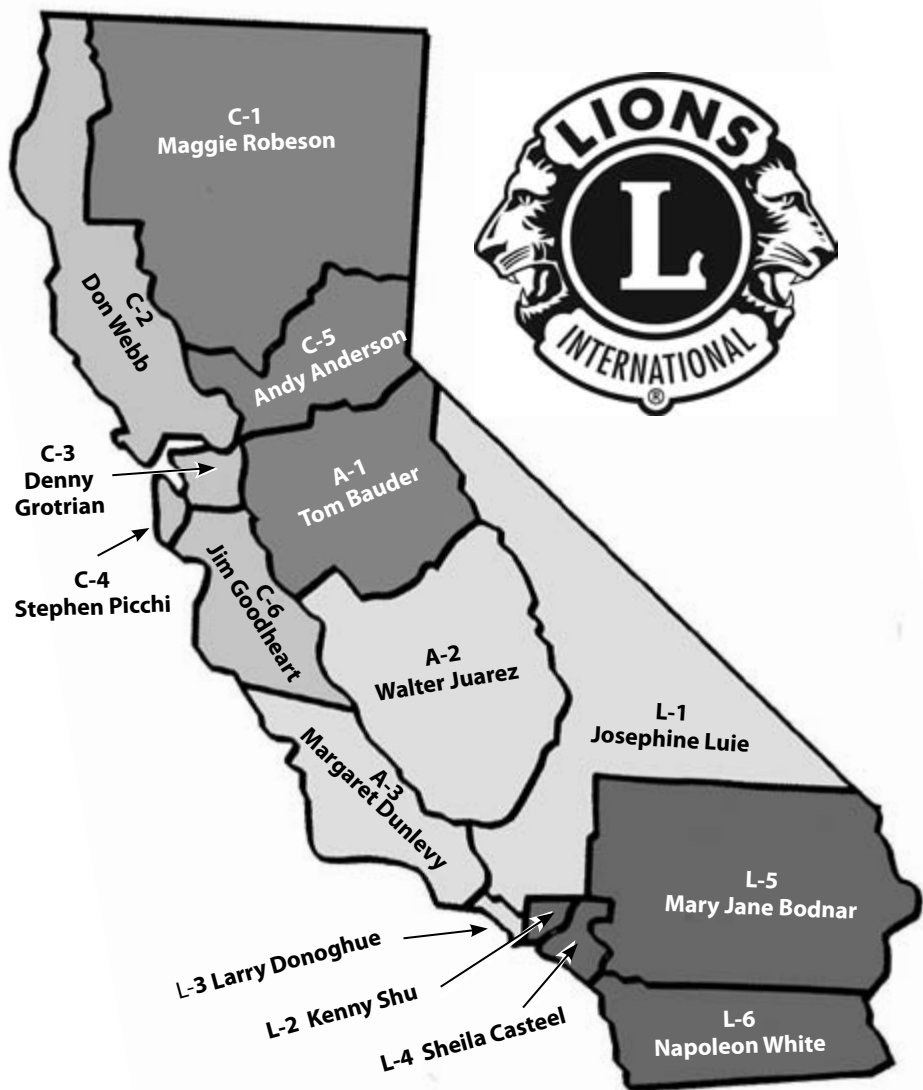 LIONS
L
INTERNATIONAL
®
C-1
Maggie Robeson
C-2
Don Webb
C-5
Andy Anderson
C-3
Denny
Grotrian
A-1
Tom Bauder
C-4
Stephen Picchi
C-6
Jim Goodheart
A-2
Walter Juarez
L-1
Josephine Luie
A-3
Margaret Dunlevy
L-5
Mary Jane Bodnar
L-3 Larry Donoghue
L-2 Kenny Shu
L-4 Sheila Casteel
L-6
Napoleon White